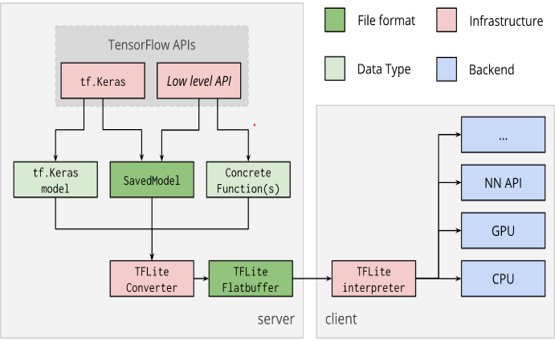 TensorFlow APIs
tf.Keras
Low level API
tf.Keras
model
SavedModel
Concrete
Function(s)
TFLite
Converter
TFLite
Flatbuffer
server
File format
Infrastructure
Data Type
Backend
...
NN API
GPU
CPU
TFLite
interpreter
client